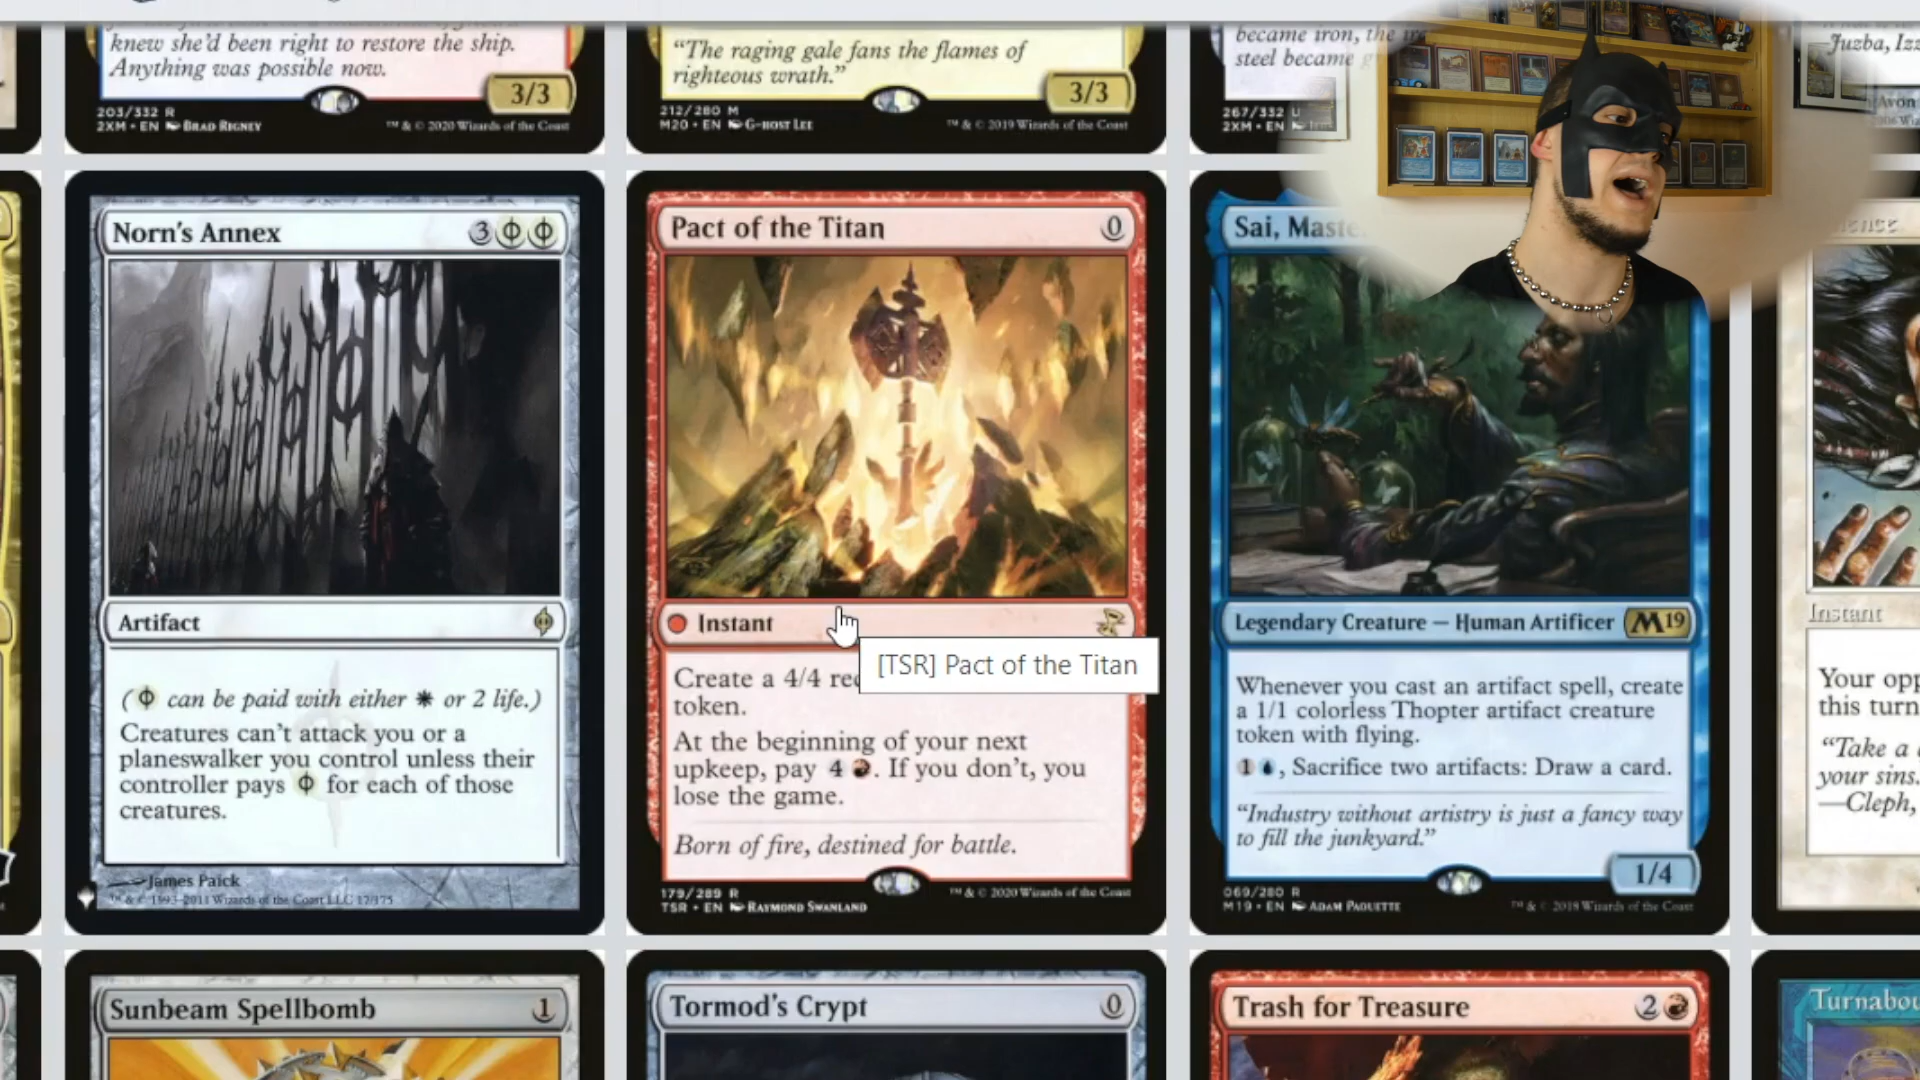 knew she'd been right to restore the ship.
Anything was possible now.
3/3
203/332 R
2XM • EN BRAD RIGNEY
™ & © 2020 Wizards of the Coast
"The raging gale fans the flames of
righteous wrath."
3/3
212/280 M
M20 • EN G-HOST LEE
™ & © 2019 Wizards of the Coast
became iron, the
steel became
267/332 U
2XM • EN
Norn's Annex
3
Artifact
( can be paid with either or 2 life.)
Creatures can't attack you or a
planeswalker you control unless their
controller pays for each of those
creatures.
James Paick
™ & © 1993–2011 Wizards of the Coast LLC 17/175
Pact of the Titan
0
Instant
[TSR] Pact of the Titan
Create a 4/4
token.
At the beginning of your next
upkeep, pay 4 . If you don't, you
lose the game.
Born of fire, destined for battle.
179/289 R
TSR • EN RAYMOND SWANLAND
™ & © 2020 Wizards of the Coast
Sai,
Legendary Creature — Human Artificer
M19
Whenever you cast an artifact spell, create
a 1/1 colorless Thopter artifact creature
token with flying.
1 , Sacrifice two artifacts: Draw a card.
"Industry without artistry is just a fancy way
to fill the junkyard."
1/4
069/280 R
M19 • EN ADAM PAQUETTE
™ & © 2018 Wizards of the Coast
Juzba,
Instant
Your
this turn
"Take a
your sins.
—Cleph,
Sunbeam Spellbomb
1
Tormod's Crypt
0
Trash for Treasure
2